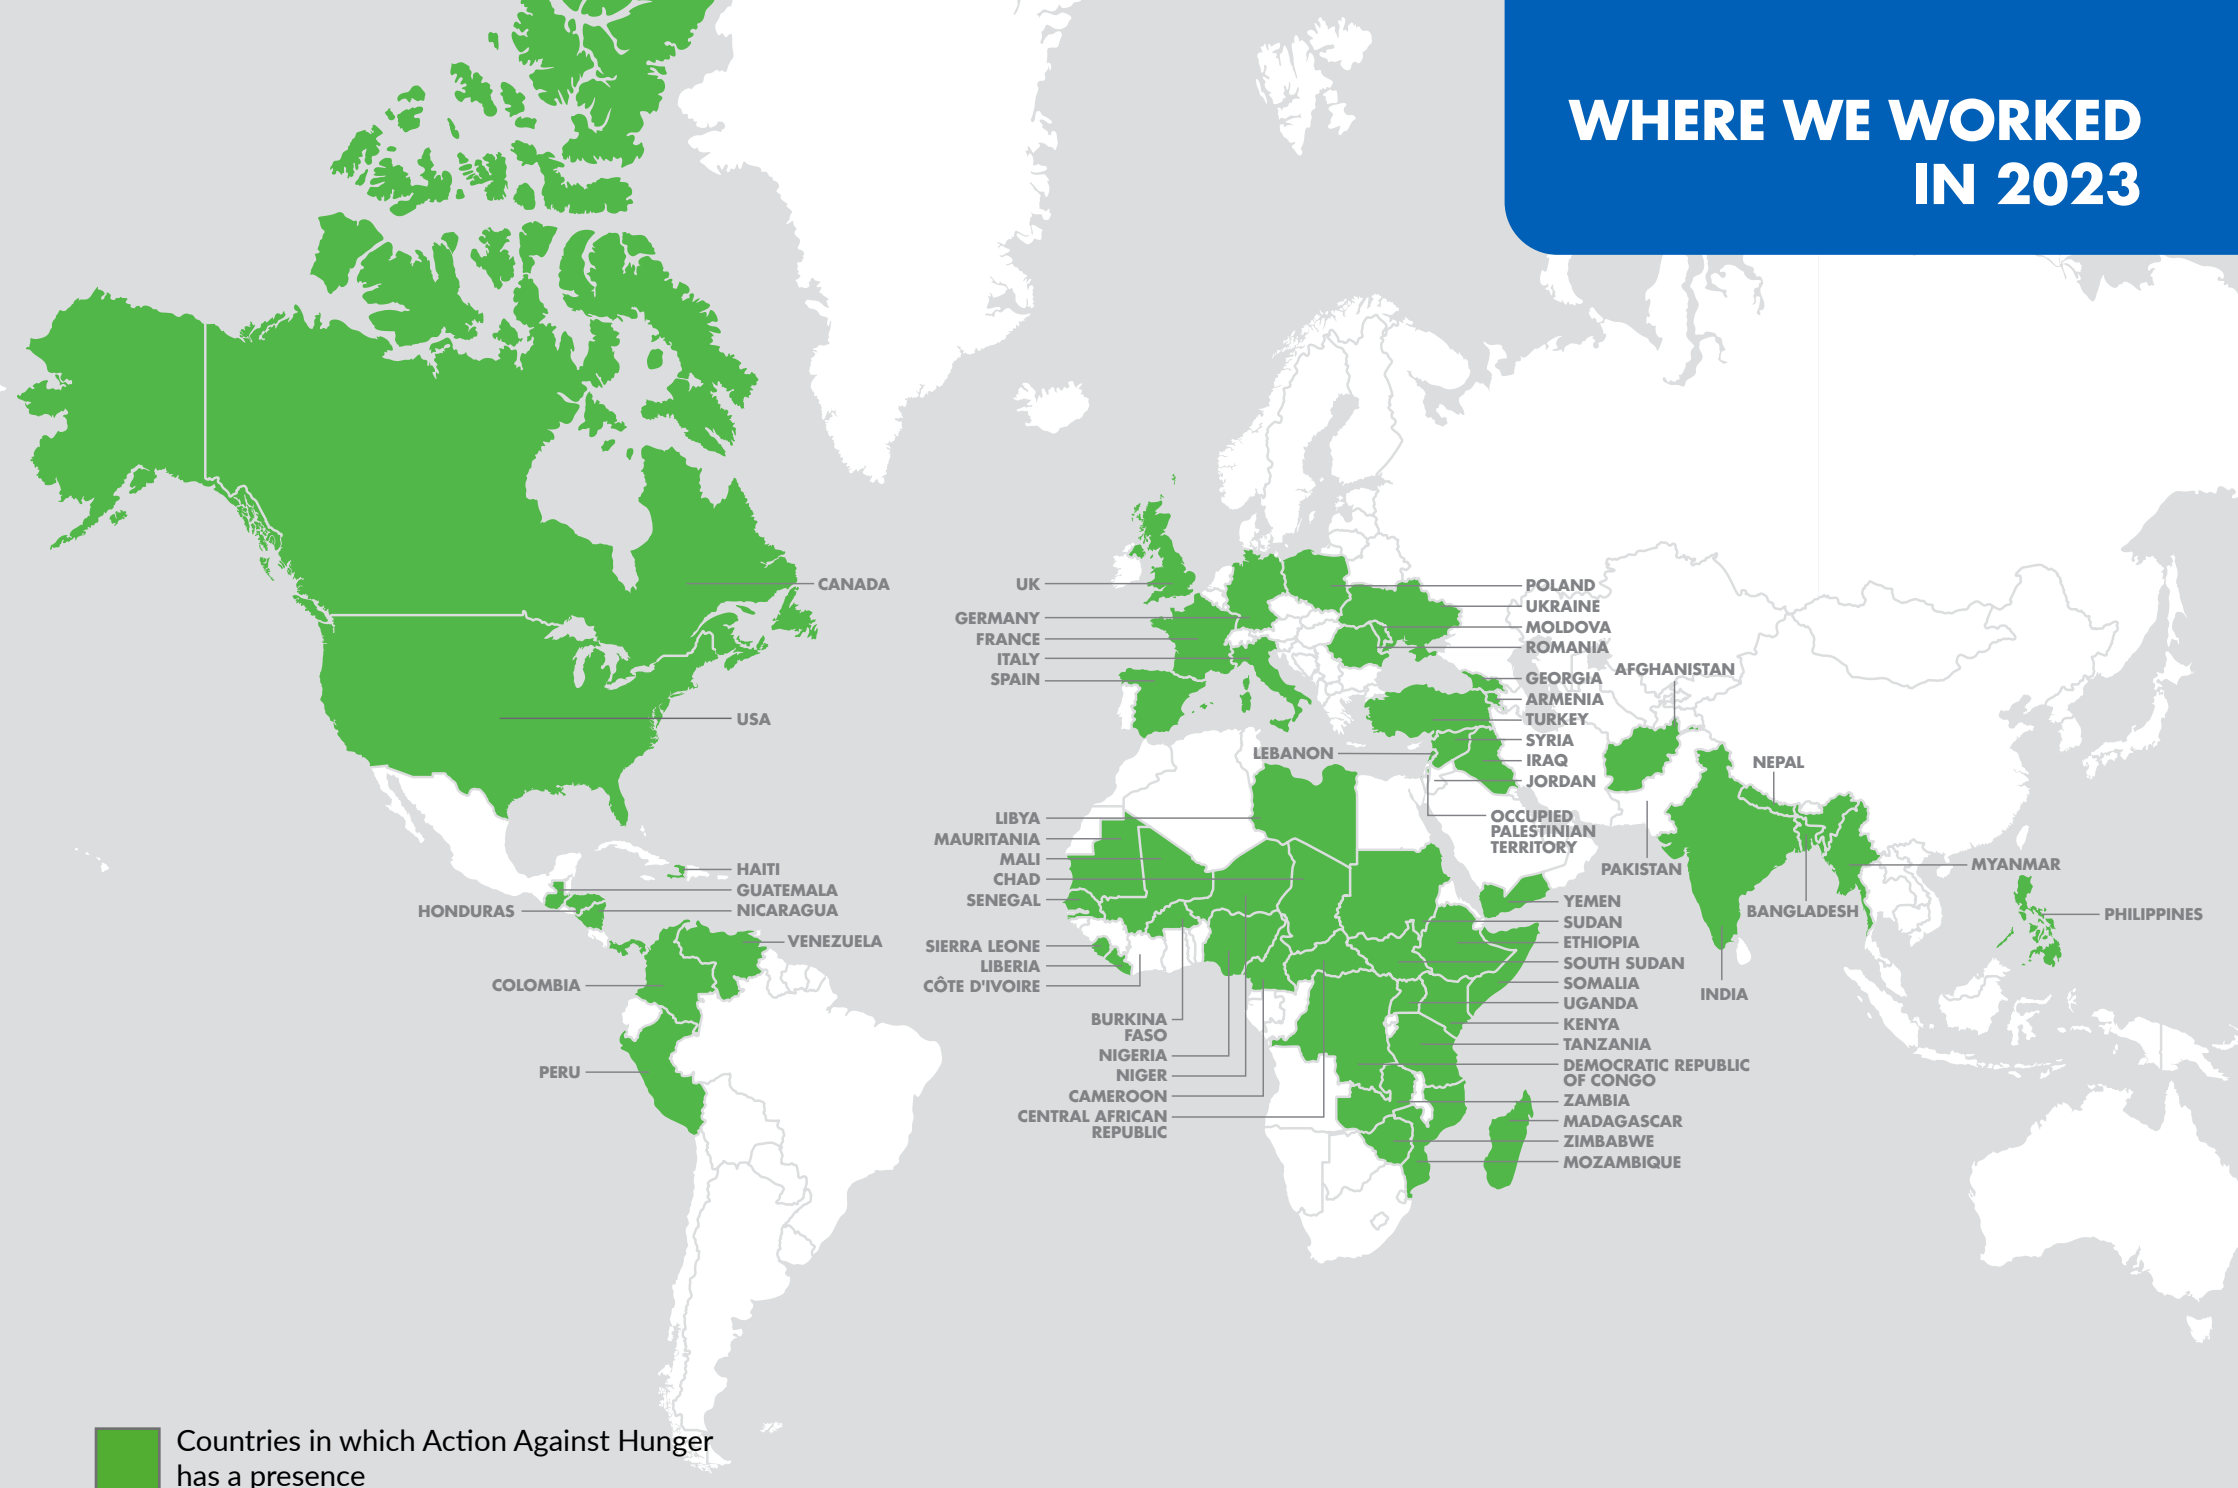 WHERE WE WORKED
IN 2023
CANADA
USA
HAITI
GUATEMALA
HONDURAS
NICARAGUA
VENEZUELA
COLOMBIA
PERU
UK
GERMANY
FRANCE
ITALY
SPAIN
POLAND
UKRAINE
MOLDOVA
ROMANIA
GEORGIA
ARMENIA
TURKEY
SYRIA
IRAQ
JORDAN
LEBANON
OCCUPIED
PALESTINIAN
TERRITORY
AFGHANISTAN
NEPAL
PAKISTAN
BANGLADESH
INDIA
MYANMAR
PHILIPPINES
LIBYA
MAURITANIA
MALI
CHAD
SENEGAL
SIERRA LEONE
LIBERIA
CÔTE D'IVOIRE
BURKINA
FASO
NIGERIA
NIGER
CAMEROON
CENTRAL AFRICAN
REPUBLIC
YEMEN
SUDAN
ETHIOPIA
SOUTH SUDAN
SOMALIA
UGANDA
KENYA
TANZANIA
DEMOCRATIC REPUBLIC
OF CONGO
ZAMBIA
MADAGASCAR
ZIMBABWE
MOZAMBIQUE
Countries in which Action Against Hunger
has a presence